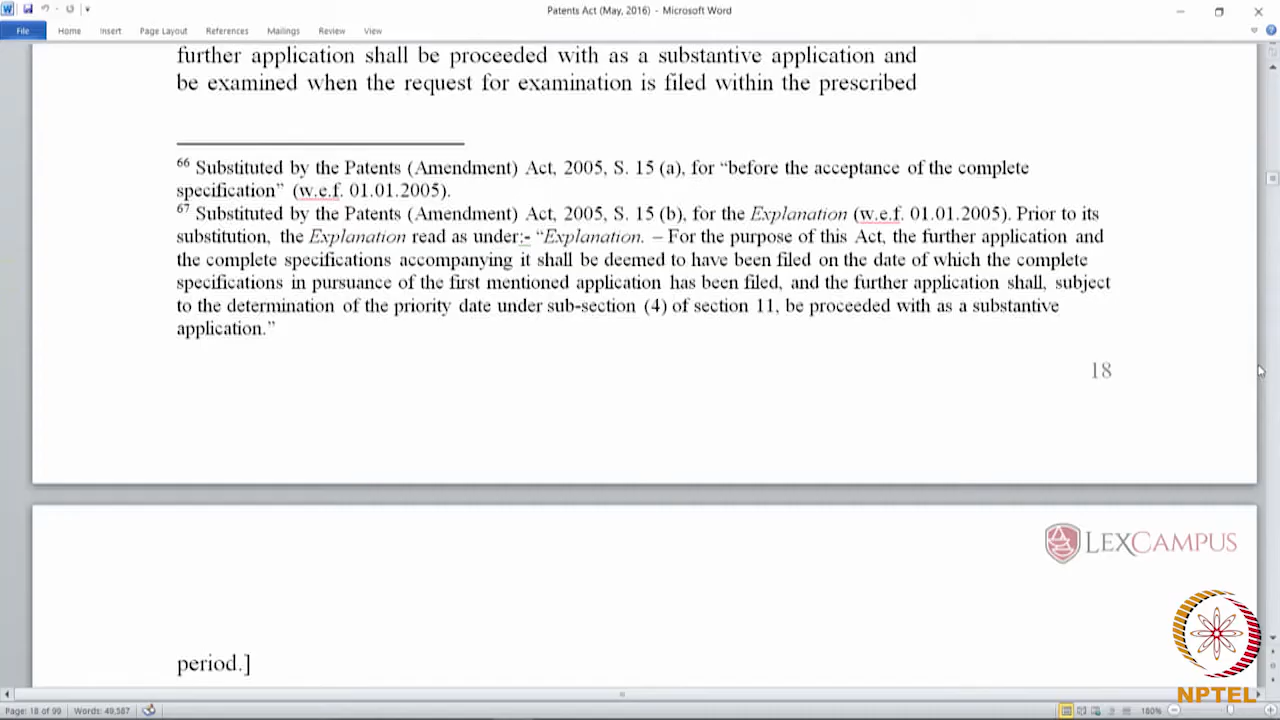 Patents Act (May, 2016) - Microsoft Word
File Home Insert Page Layout References Mailings Review View
further application shall be proceeded with as a substantive application and
be examined when the request for examination is filed within the prescribed
66 Substituted by the Patents (Amendment) Act, 2005, S. 15 (a), for “before the acceptance of the complete
specification” (w.e.f. 01.01.2005).
67 Substituted by the Patents (Amendment) Act, 2005, S. 15 (b), for the Explanation (w.e.f. 01.01.2005). Prior to its
substitution, the Explanation read as under:- “Explanation. – For the purpose of this Act, the further application and
the complete specifications accompanying it shall be deemed to have been filed on the date of which the complete
specifications in pursuance of the first mentioned application has been filed, and the further application shall, subject
to the determination of the priority date under sub-section (4) of section 11, be proceeded with as a substantive
application.”
18
LEXCAMPUS
period.]
NPTEL
Page: 18 of 99 Words: 49,587 180%